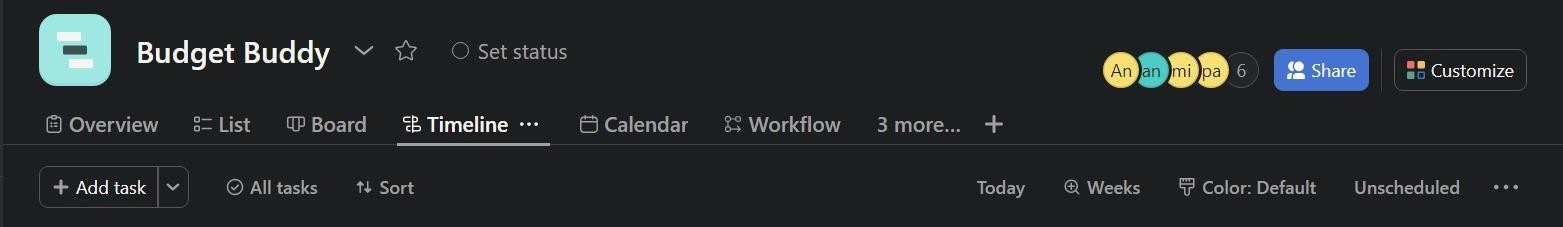 Budget Buddy
Set status
An an mi pa 6 Share Customize
Overview List Board Timeline ... Calendar Workflow 3 more... +
+ Add task All tasks Sort Today Weeks Color: Default Unscheduled ...